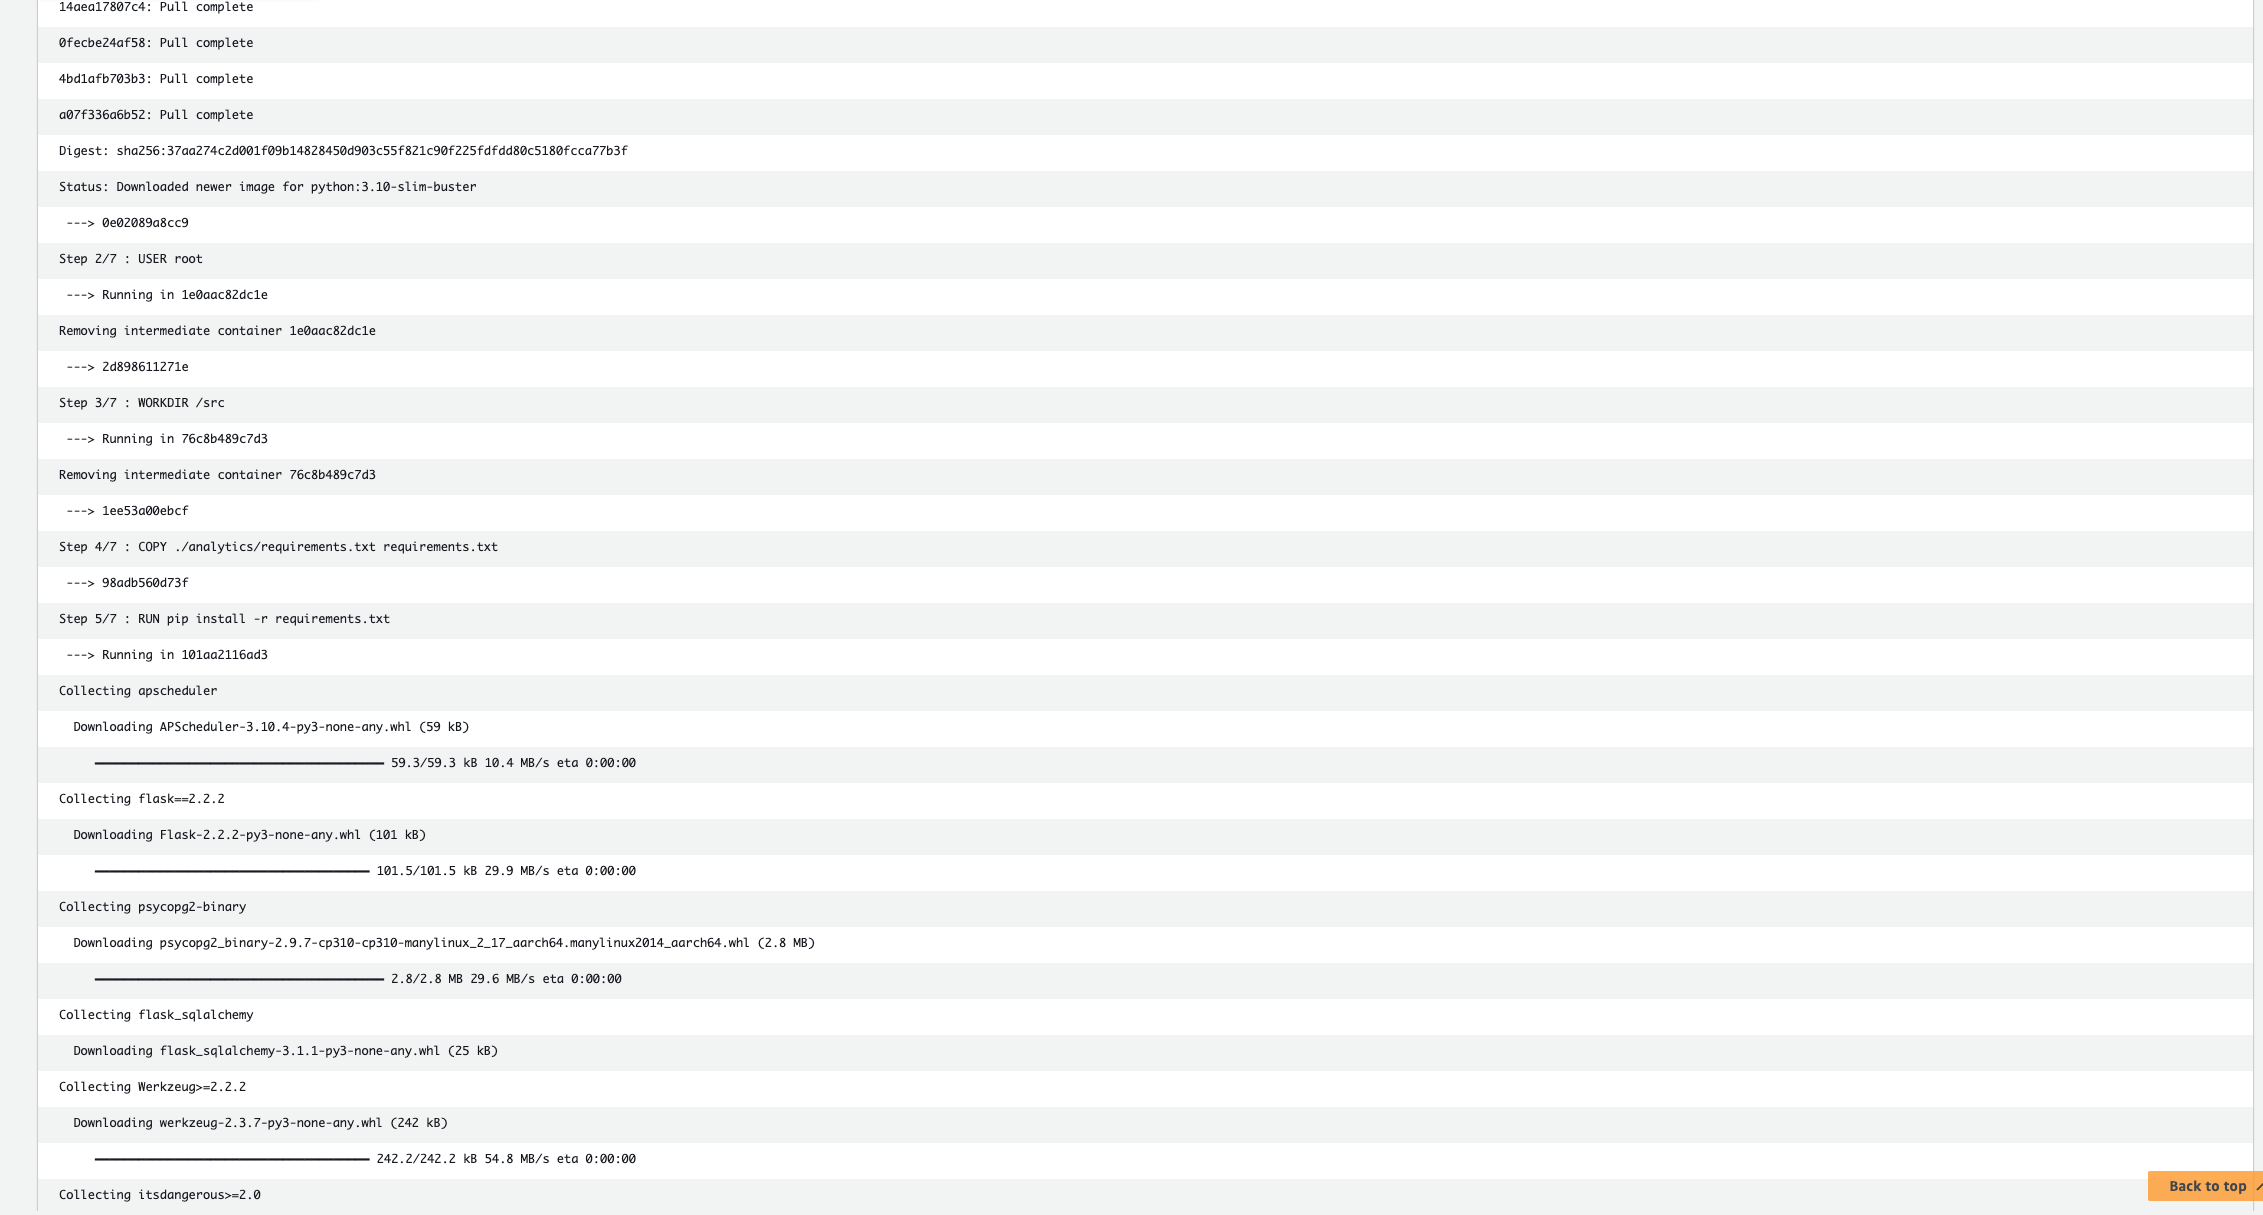 14aea17807c4: Pull complete
0fecbe24af58: Pull complete
4bd1afb703b3: Pull complete
a07f336a6b52: Pull complete
Digest: sha256:37aa274c2d001f09b14828450d903c55f821c90f225fdfdd80c5180fcca77b3f
Status: Downloaded newer image for python:3.10-slim-buster
---> 0e02089a8cc9
Step 2/7 : USER root
---> Running in 1e0aac82dc1e
Removing intermediate container 1e0aac82dc1e
---> 2d898611271e
Step 3/7 : WORKDIR /src
---> Running in 76c8b489c7d3
Removing intermediate container 76c8b489c7d3
---> 1ee53a00ebcf
Step 4/7 : COPY ./analytics/requirements.txt requirements.txt
---> 98adb560d73f
Step 5/7 : RUN pip install -r requirements.txt
---> Running in 101aa2116ad3
Collecting apscheduler
Downloading APScheduler-3.10.4-py3-none-any.whl (59 kB)
━━━━━━━━━━━━━━━━━━━━━━━━━━━━━━━━━━━━━━━━ 59.3/59.3 kB 10.4 MB/s eta 0:00:00
Collecting flask==2.2.2
Downloading Flask-2.2.2-py3-none-any.whl (101 kB)
━━━━━━━━━━━━━━━━━━━━━━━━━━━━━━━━━━━━━━ 101.5/101.5 kB 29.9 MB/s eta 0:00:00
Collecting psycopg2-binary
Downloading psycopg2_binary-2.9.7-cp310-cp310-manylinux_2_17_aarch64.manylinux2014_aarch64.whl (2.8 MB)
━━━━━━━━━━━━━━━━━━━━━━━━━━━━━━━━━━━━━━━━ 2.8/2.8 MB 29.6 MB/s eta 0:00:00
Collecting flask_sqlalchemy
Downloading flask_sqlalchemy-3.1.1-py3-none-any.whl (25 kB)
Collecting Werkzeug>=2.2.2
Downloading werkzeug-2.3.7-py3-none-any.whl (242 kB)
━━━━━━━━━━━━━━━━━━━━━━━━━━━━━━━━━━━━━━ 242.2/242.2 kB 54.8 MB/s eta 0:00:00
Collecting itsdangerous>=2.0
Back to top